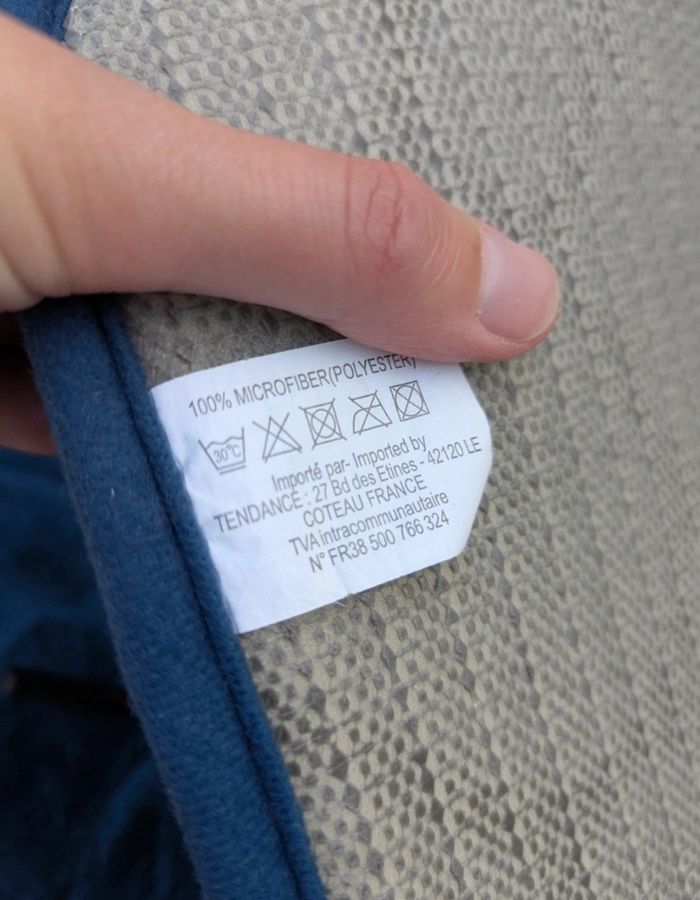 100% MICROFIBER(POLYESTER)
30°C
Importé par- Imported by
TENDANCE : 27 Bd des Etines - 42120 LE
COTEAU FRANCE
TVA intracommunautaire
N° FR38 500 766 324